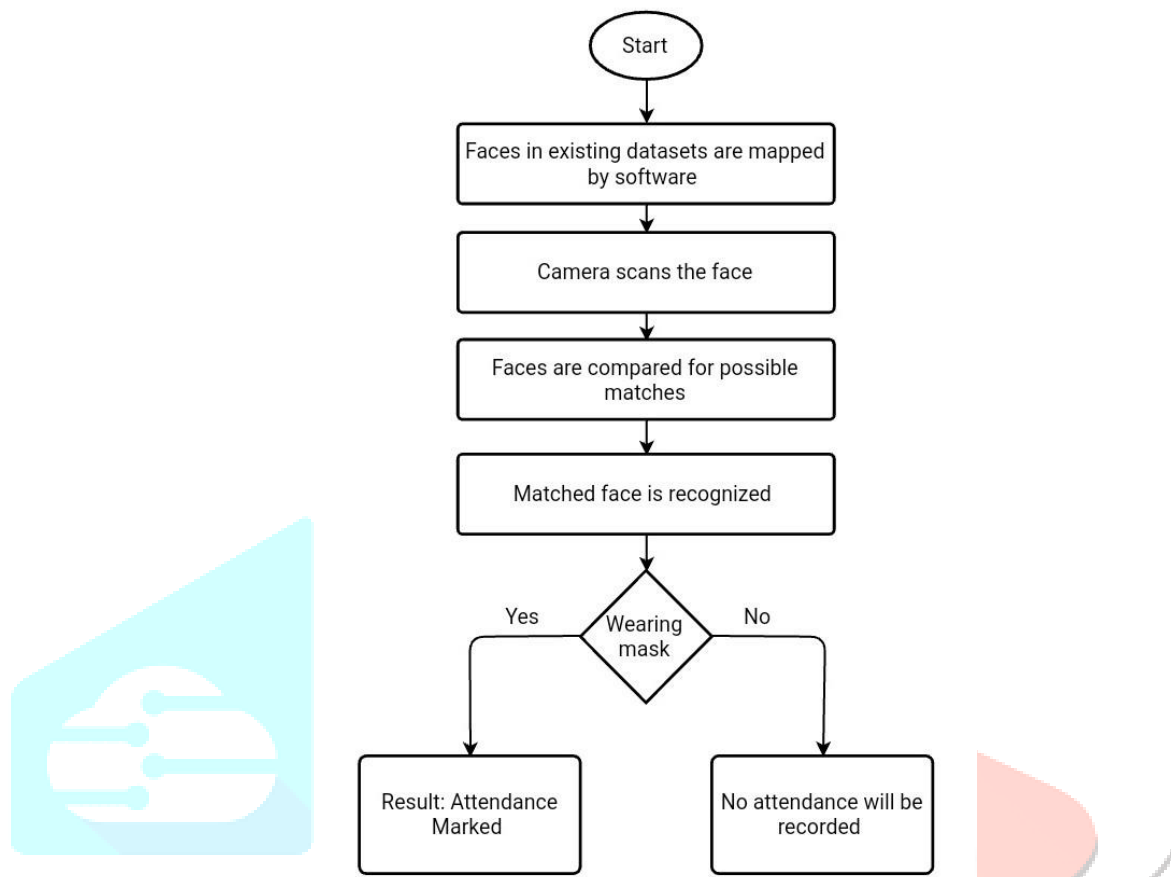 Start
Faces in existing datasets are mapped
by software
Camera scans the face
Faces are compared for possible
matches
Matched face is recognized
Yes
No
Wearing
mask
Result: Attendance
Marked
No attendance will be
recorded